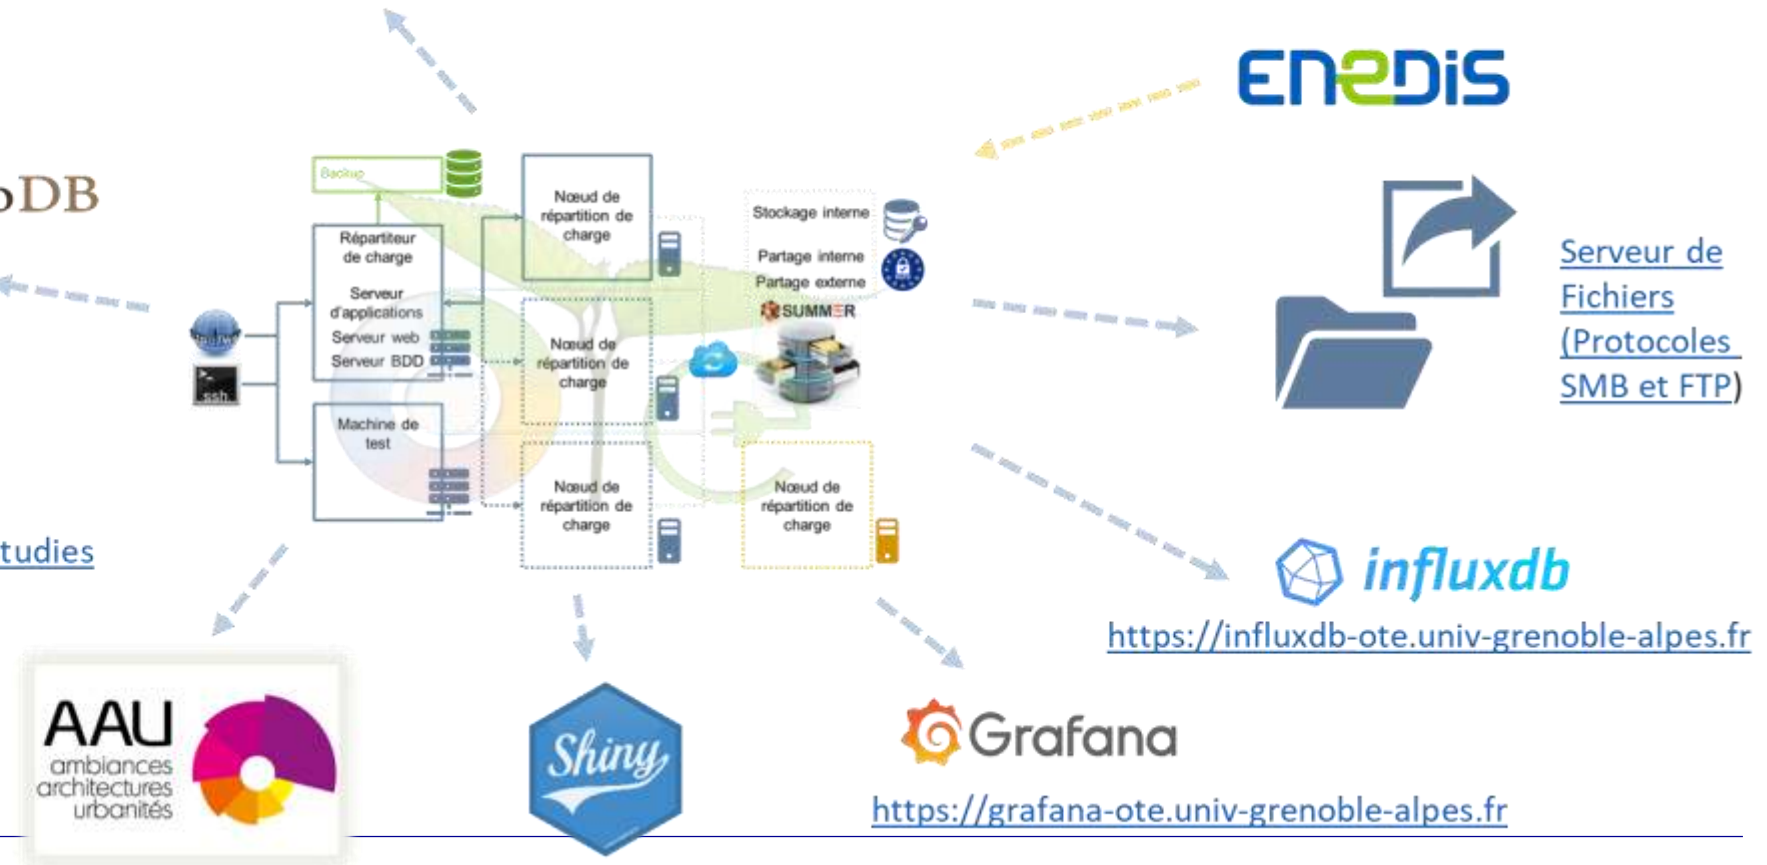 ENEDIS
DB
Backup
Nœud de
répartition de
charge
Stockage interne
Répartiteur
de charge
Partage interne
Partage externe
Serveur
d'applications
SUMMER
Serveur web
Serveur BDD
Nœud de
répartition de
charge
ssh
Machine de
test
Nœud de
répartition de
charge
Nœud de
répartition de
charge
Serveur de
Fichiers
(Protocoles
SMB et FTP)
tudies
influxdb
https://influxdb-ote.univ-grenoble-alpes.fr
AAU
ambiances
architectures
urbanités
Shiny
Grafana
https://grafana-ote.univ-grenoble-alpes.fr